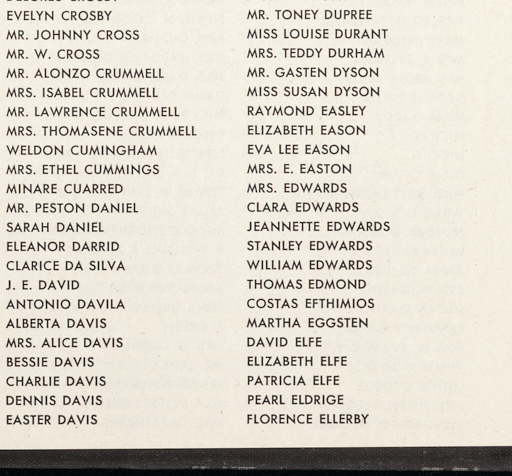 EVELYN CROSBY
MR. JOHNNY CROSS
MR. W. CROSS
MR. ALONZO CRUMMELL
MRS. ISABEL CRUMMELL
MR. LAWRENCE CRUMMELL
MRS. THOMASENE CRUMMELL
WELDON CUMINGHAM
MRS. ETHEL CUMMINGS
MINARE CUARRED
MR. PESTON DANIEL
SARAH DANIEL
ELEANOR DARRID
CLARICE DA SILVA
J. E. DAVID
ANTONIO DAVILA
ALBERTA DAVIS
MRS. ALICE DAVIS
BESSIE DAVIS
CHARLIE DAVIS
DENNIS DAVIS
EASTER DAVIS
MR. TONEY DUPREE
MISS LOUISE DURANT
MRS. TEDDY DURHAM
MR. GASTEN DYSON
MISS SUSAN DYSON
RAYMOND EASLEY
ELIZABETH EASON
EVA LEE EASON
MRS. E. EASTON
MRS. EDWARDS
CLARA EDWARDS
JEANNETTE EDWARDS
STANLEY EDWARDS
WILLIAM EDWARDS
THOMAS EDMOND
COSTAS EFTHIMIOS
MARTHA EGGSTEN
DAVID ELFE
ELIZABETH ELFE
PATRICIA ELFE
PEARL ELDRIGE
FLORENCE ELLERBY